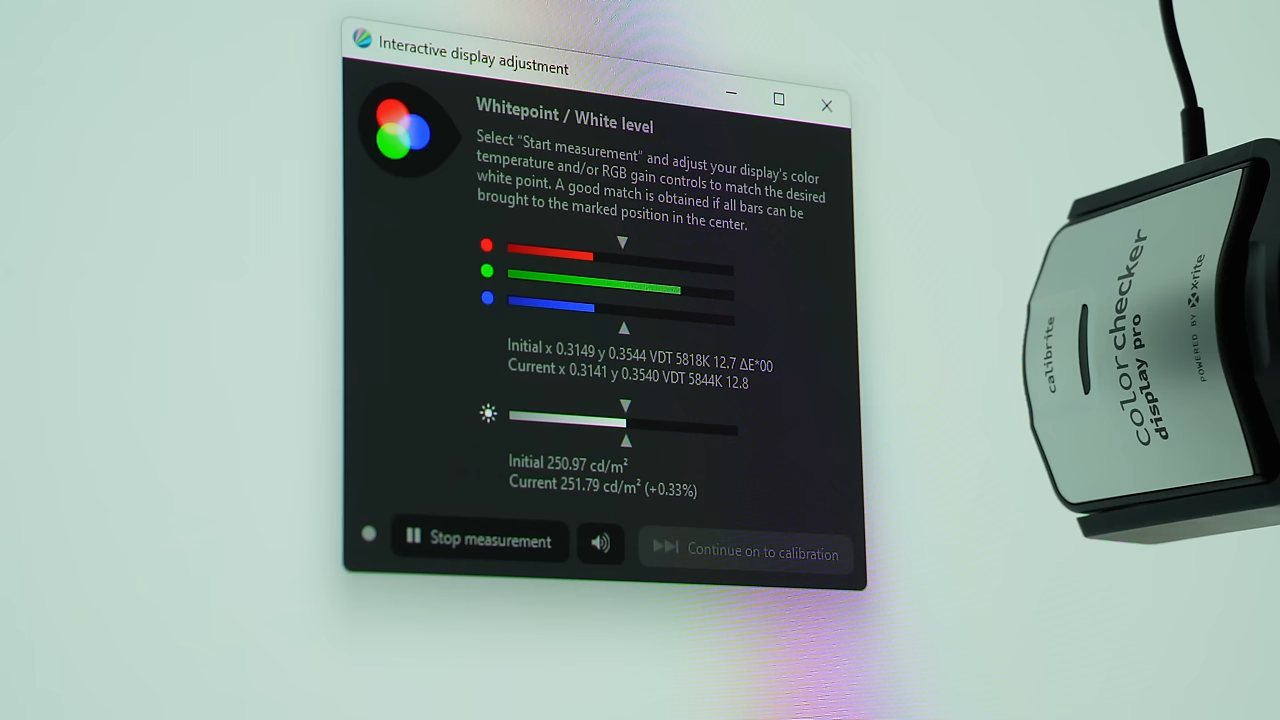 Interactive display adjustment
Whitepoint / White level
Select "Start measurement" and adjust your display's color
temperature and/or RGB gain controls to match the desired
white point. A good match is obtained if all bars can be
brought to the marked position in the center.
Initial x 0.3149 y 0.3544 VDT 5818K 12.7 ΔE*00
Current x 0.3141 y 0.3540 VDT 5844K 12.8
Initial 250.97 cd/m²
Current 251.79 cd/m² (+0.33%)
Stop measurement
Continue on to calibration
calibrite
colorchecker
display pro
POWERED BY x·rite